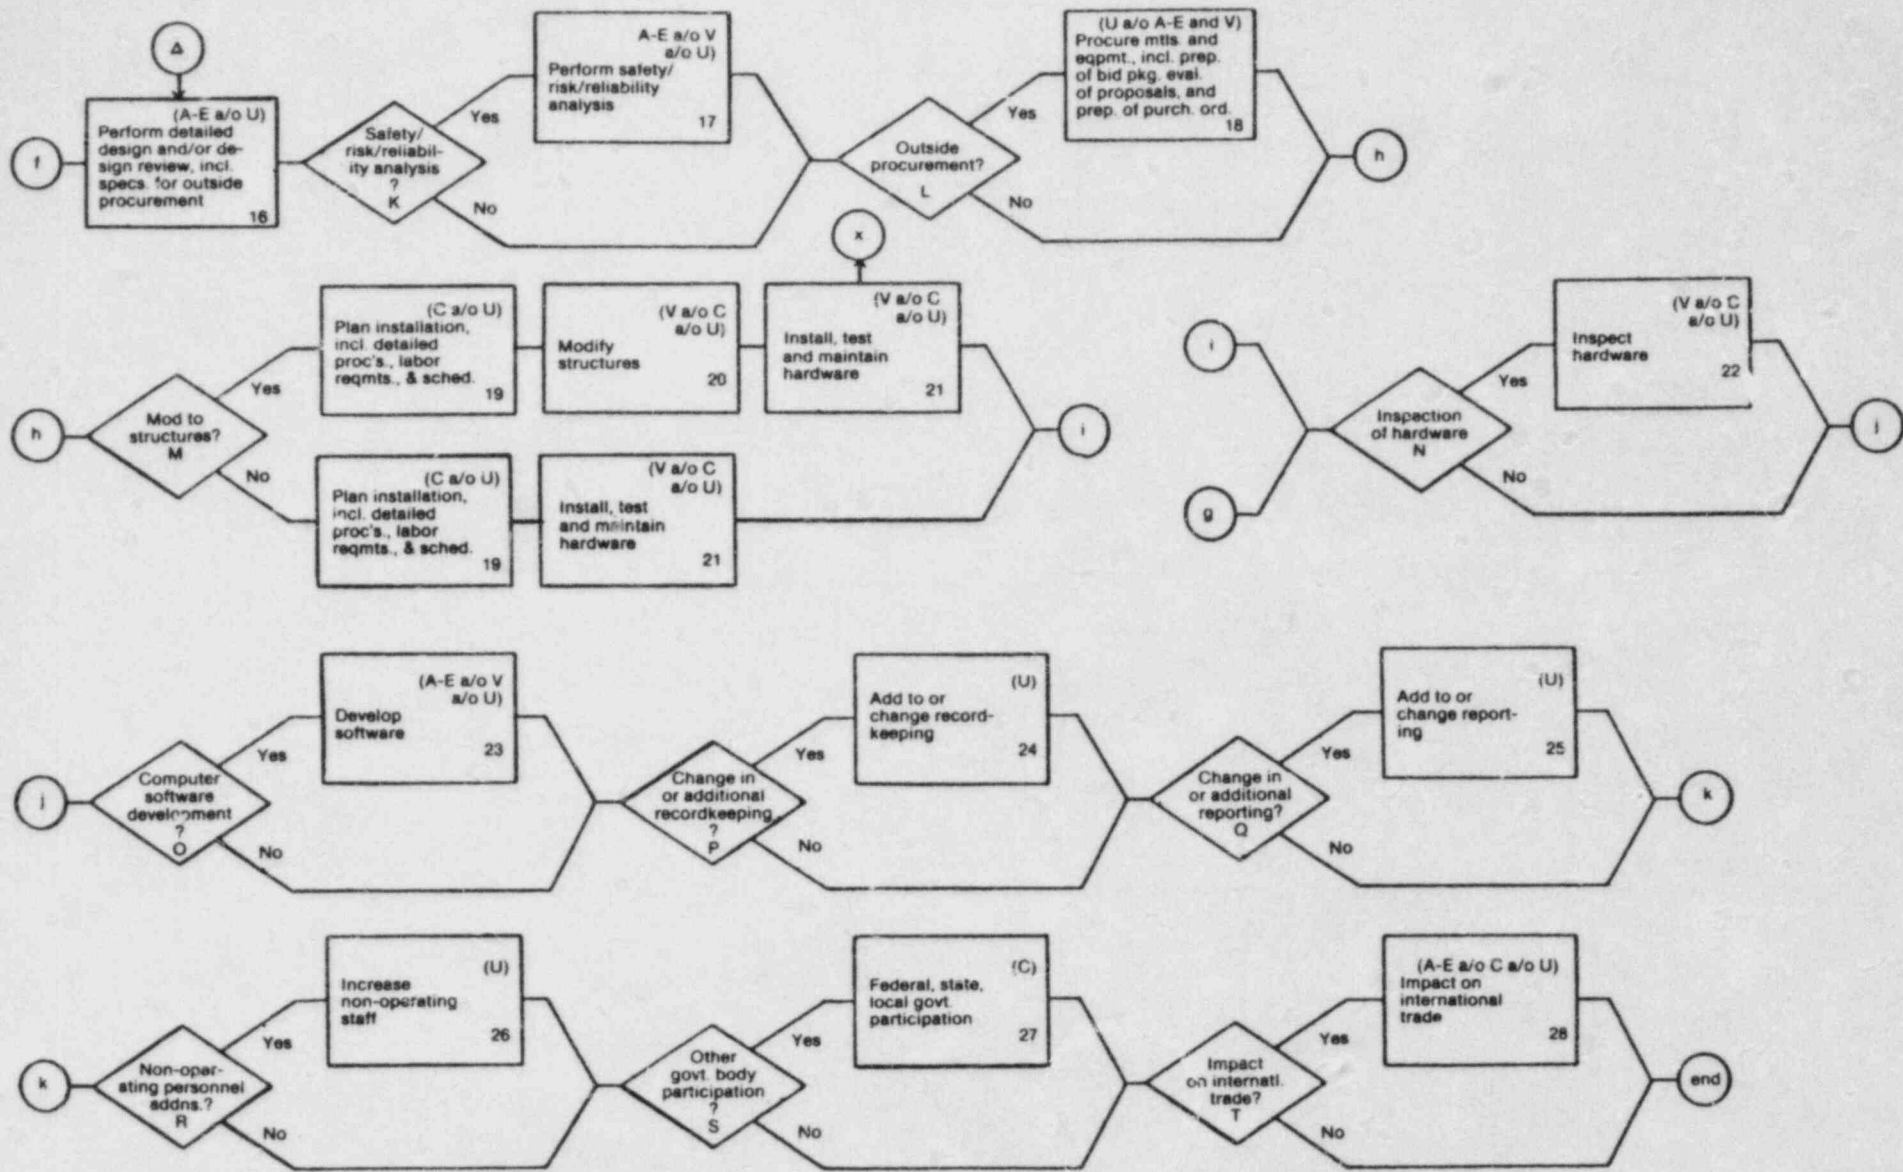 Δ
f
(A-E a/o U)
Perform detailed
design and/or de-
sign review, incl.
specs. for outside
procurement
16
Safety/
risk/reliabil-
ity analysis
?
K
Yes
No
A-E a/o V
a/o U)
Perform safety/
risk/reliability
analysis
17
Outside
procurement?
L
Yes
No
(U a/o A-E and V)
Procure mtls. and
eqpmt., incl. prep.
of bid pkg. eval.
of proposals, and
prep. of purch. ord.
18
h
h
Mod to
structures?
M
Yes
No
(C a/o U)
Plan installation,
incl. detailed
proc's., labor
reqmts., & sched.
19
(V a/o C
a/o U)
Modify
structures
20
x
(V a/o C
a/o U)
Install, test
and maintain
hardware
21
(C a/o U)
Plan installation,
incl. detailed
proc's., labor
reqmts., & sched.
19
(V a/o C
a/o U)
Install, test
and maintain
hardware
21
i
i
g
Inspection
of hardware
N
Yes
No
(V a/o C
a/o U)
Inspect
hardware
22
j
j
Computer
software
development
?
O
Yes
No
(A-E a/o V
a/o U)
Develop
software
23
Change in
or additional
recordkeeping
?
P
Yes
No
(U)
Add to or
change record-
keeping
24
Change in
or additional
reporting?
Q
Yes
No
(U)
Add to or
change report-
ing
25
k
k
Non-oper-
ating personnel
addns.?
R
Yes
No
(U)
Increase
non-operating
staff
26
Other
govt. body
participation
?
S
Yes
No
(C)
Federal, state,
local govt.
participation
27
Impact
on internatl.
trade?
T
Yes
No
(A-E a/o C a/o U)
Impact on
international
trade
28
end